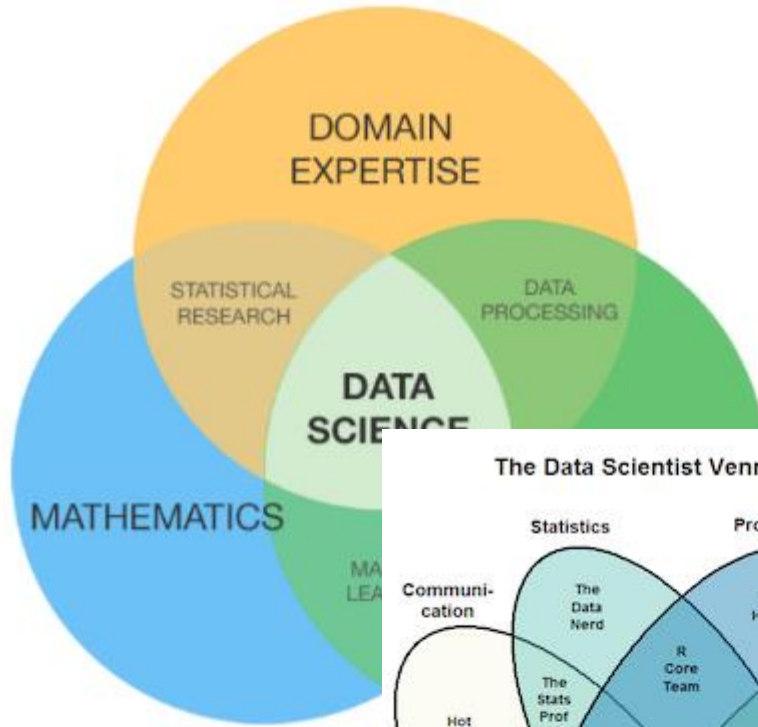 DOMAIN
EXPERTISE
STATISTICAL
RESEARCH
DATA
PROCESSING
DATA
SCIENCE
MATHEMATICS
The Data Scientist
Statistics
Communi-
cation
The
Data
Nerd
R
Core
Team
The
Stats
Prof
Hot